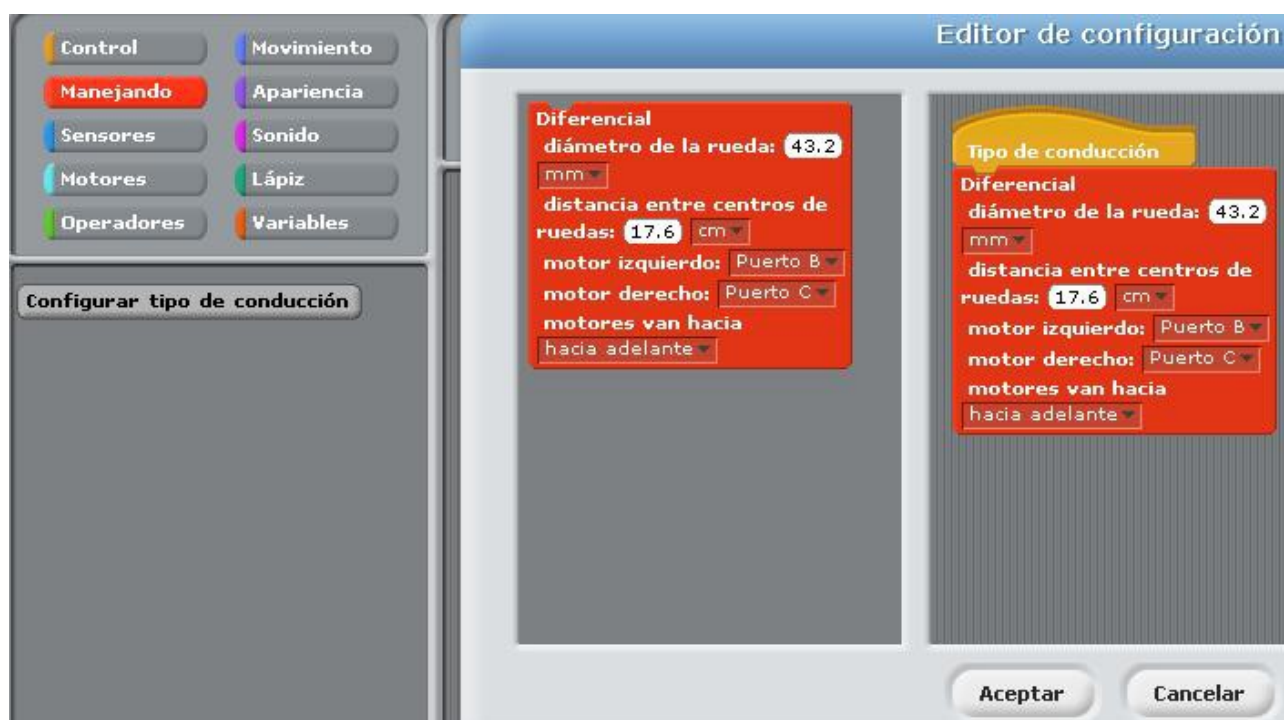 Control
Movimiento
Manejando
Apariencia
Sensores
Sonido
Motores
Lápiz
Operadores
Variables
Configurar tipo de conducción
Editor de configuración
Diferencial
diámetro de la rueda: 43.2
mm
distancia entre centros de
ruedas: 17.6 cm
motor izquierdo: Puerto B
motor derecho: Puerto C
motores van hacia
hacia adelante
Tipo de conducción
Diferencial
diámetro de la rueda: 43.2
mm
distancia entre centros de
ruedas: 17.6 cm
motor izquierdo: Puerto B
motor derecho: Puerto C
motores van hacia
hacia adelante
Aceptar
Cancelar